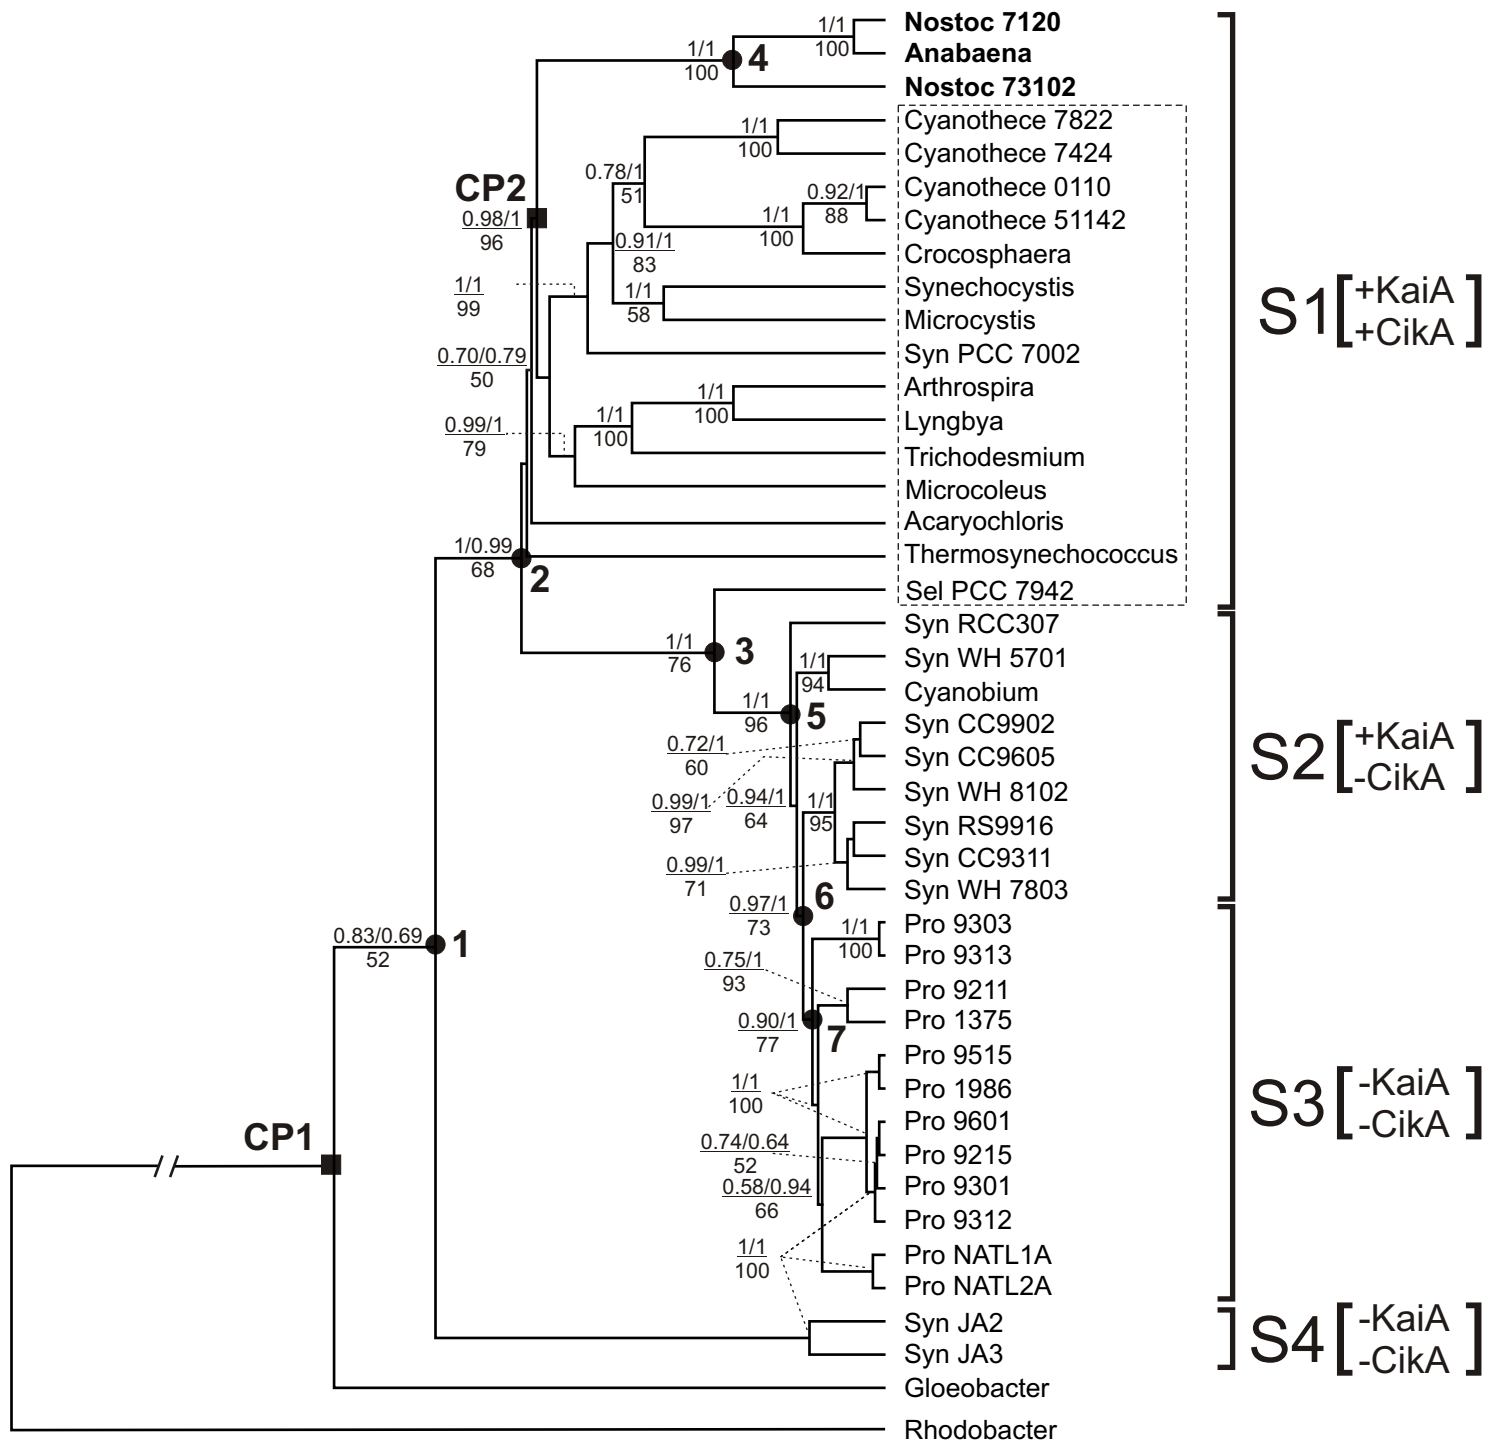 1/1
100
Nostoc 7120
Anabaena
1/1
100
4
Nostoc 73102
Cyanothece 7822
1/1
100
Cyanothece 7424
0.78/1
51
Cyanothece 0110
0.92/1
88
Cyanothece 51142
CP2
0.98/1
96
1/1
100
Crocosphaera
0.91/1
83
1/1
99
Synechocystis
1/1
58
Microcystis
Syn PCC 7002
0.70/0.79
50
Arthrospira
1/1
100
Lyngbya
0.99/1
79
1/1
100
Trichodesmium
Microcoleus
Acaryochloris
1/0.99
68
2
Thermosynechococcus
Sel PCC 7942
S1
+KaiA
+CikA
Syn RCC307
1/1
76
3
Syn WH 5701
1/1
94
Cyanobium
1/1
96
5
Syn CC9902
0.72/1
60
Syn CC9605
0.99/1
97
0.94/1
64
1/1
95
Syn WH 8102
Syn RS9916
Syn CC9311
0.99/1
71
Syn WH 7803
S2
+KaiA
-CikA
6
0.97/1
73
Pro 9303
1/1
100
Pro 9313
0.83/0.69
52
1
0.75/1
93
Pro 9211
Pro 1375
0.90/1
77
7
Pro 9515
1/1
100
Pro 1986
Pro 9601
0.74/0.64
52
Pro 9215
0.58/0.94
66
Pro 9301
Pro 9312
CP1
1/1
100
Pro NATL1A
Pro NATL2A
S3
-KaiA
-CikA
Syn JA2
Syn JA3
S4
-KaiA
-CikA
Gloeobacter
Rhodobacter